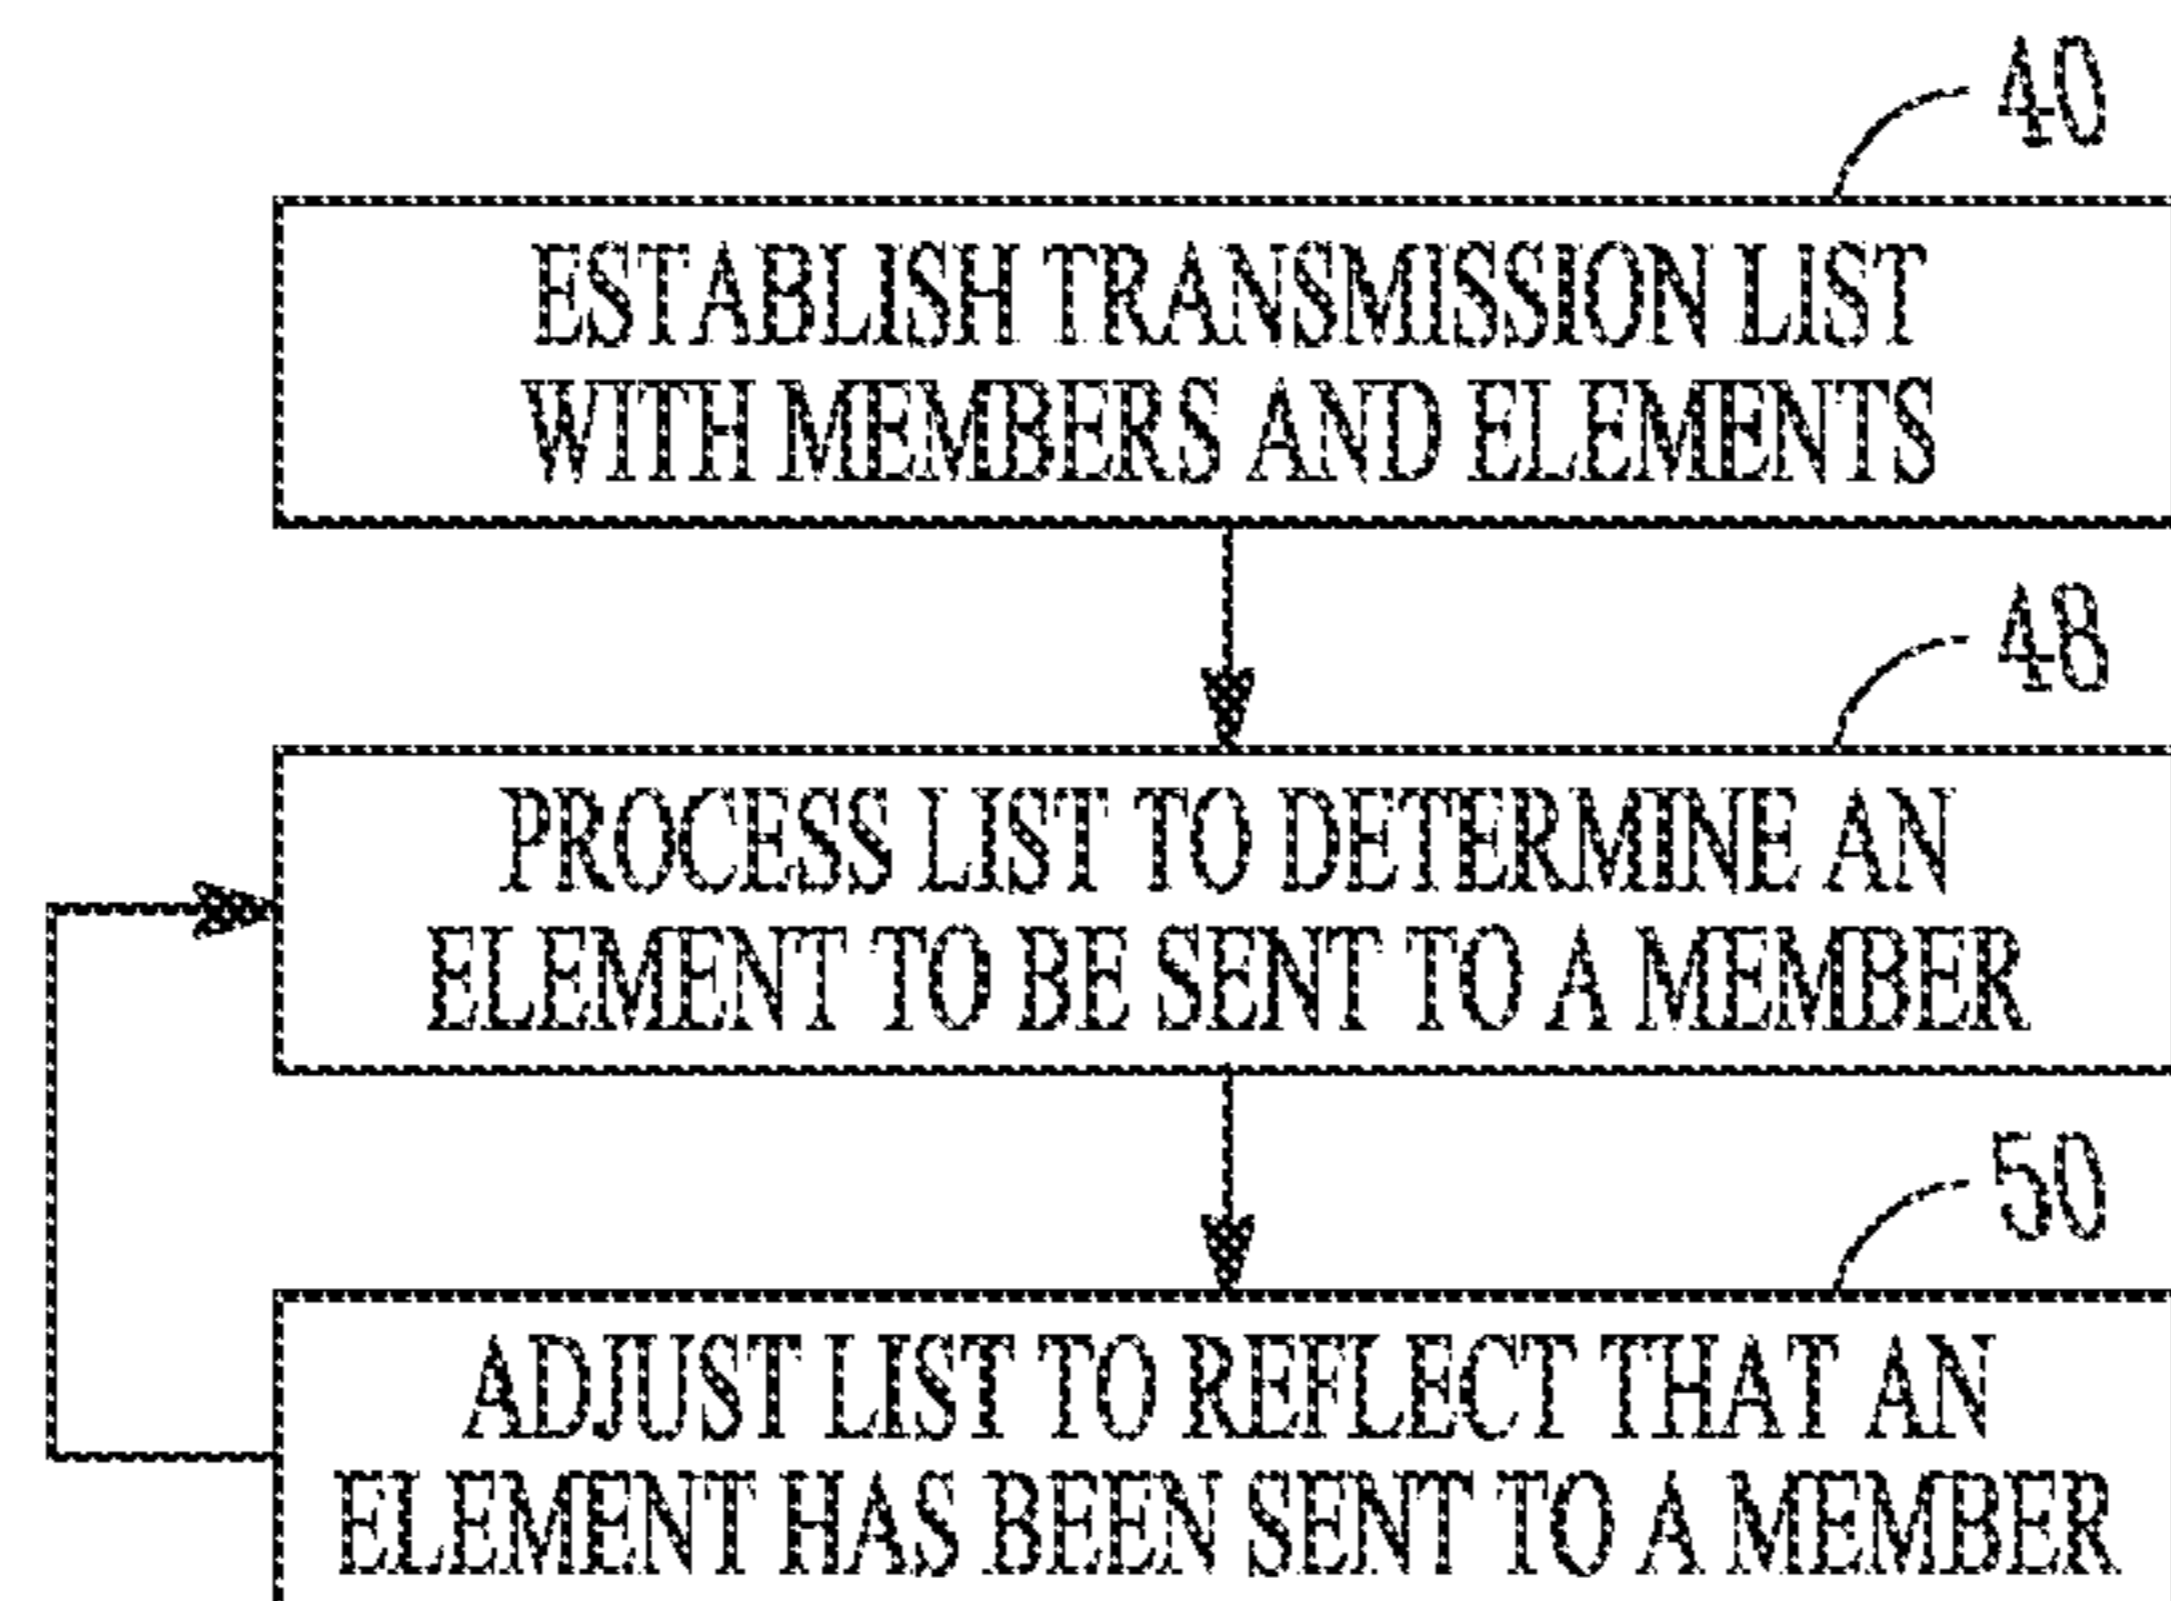 40
ESTABLISH TRANSMISSION LIST
WITH MEMBERS AND ELEMENTS
48
PROCESS LIST TO DETERMINE AN
ELEMENT TO BE SENT TO A MEMBER
50
ADJUST LIST TO REFLECT THAT AN
ELEMENT HAS BEEN SENT TO A MEMBER